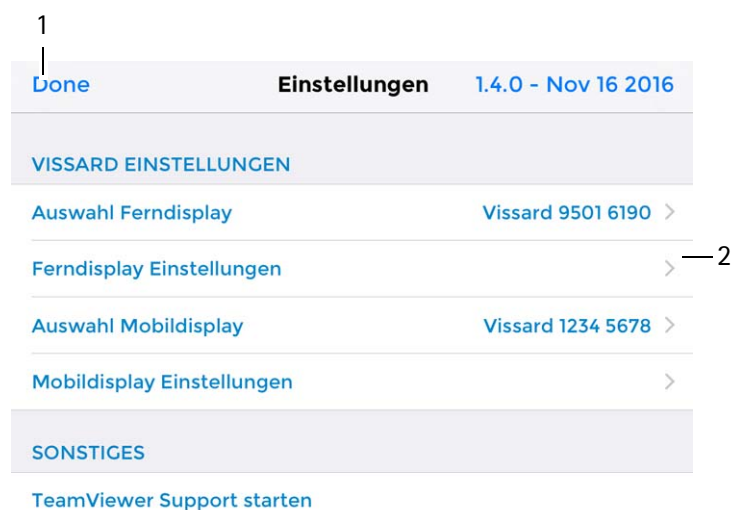 1
Done Einstellungen 1.4.0 - Nov 16 2016
VISSARD EINSTELLUNGEN
Auswahl Ferndisplay Vissard 9501 6190 >
2
Ferndisplay Einstellungen >
Auswahl Mobildisplay Vissard 1234 5678 >
Mobildisplay Einstellungen >
SONSTIGES
TeamViewer Support starten